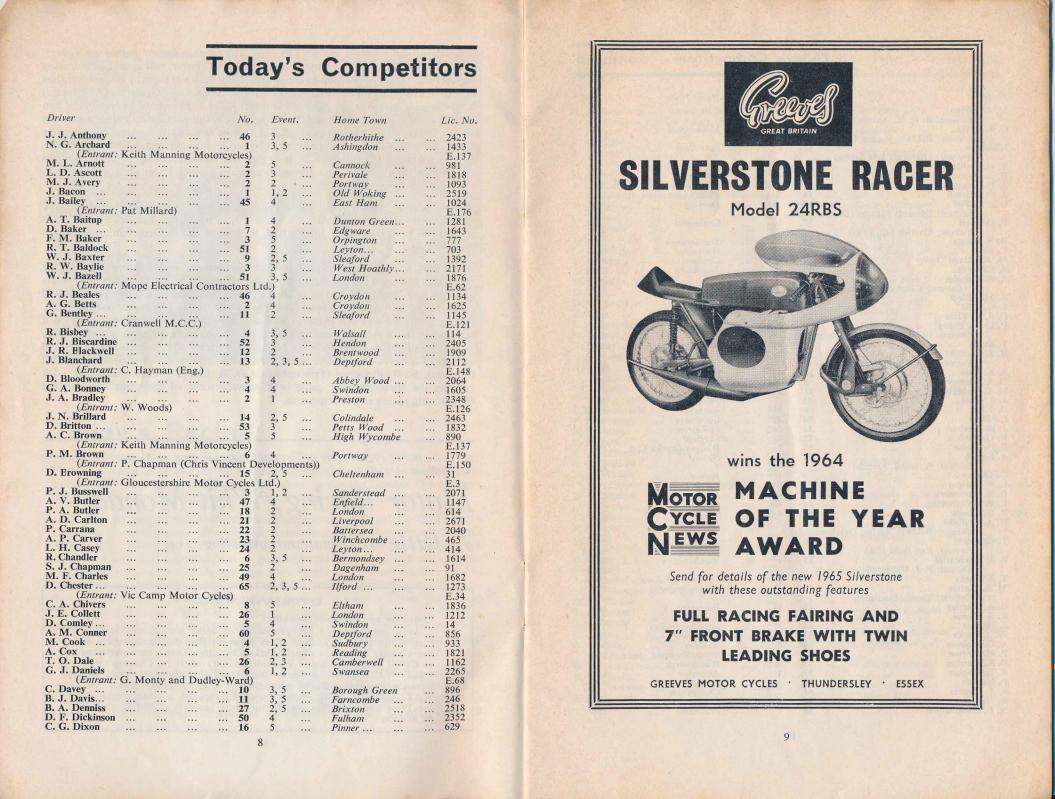 Today's Competitors
Driver No. Event. Home Town Lic. No.
J. J. Anthony ... ... ... ... 46 3 ... Rotherhithe ... ... 2423
N. G. Archard ... ... ... ... 1 3, 5 ... Ashingdon ... ... 1433
(Entrant: Keith Manning Motorcycles) E.137
M. L. Arnott ... ... ... ... 2 5 ... Cannock ... ... 981
L. D. Ascott ... ... ... ... 2 3 ... Perivale ... ... 1818
M. J. Avery ... ... ... ... 2 2 ... Portway ... ... 1093
J. Bacon ... ... ... ... ... 1 1, 2 ... Old Woking ... ... 2519
J. Bailey ... ... ... ... ... 45 4 ... East Ham ... ... 1024
(Entrant: Pat Millard) E.176
A. T. Baitup ... ... ... ... 1 4 ... Dunton Green... ... 1281
D. Baker ... ... ... ... ... 7 2 ... Edgware ... ... 1643
F. M. Baker ... ... ... ... 3 5 ... Orpington ... ... 777
R. T. Baldock ... ... ... ... 51 2 ... Leyton... ... ... 703
W. J. Baxter ... ... ... ... 9 2, 5 ... Sleaford ... ... 1392
R. W. Baylie ... ... ... ... 3 3 ... West Hoathly... ... 2171
W. J. Bazell ... ... ... ... 51 3, 5 ... London ... ... 1876
(Entrant: Mope Electrical Contractors Ltd.) E.62
R. J. Beales ... ... ... ... 46 4 ... Croydon ... ... 1134
A. G. Betts ... ... ... ... 2 4 ... Croydon ... ... 1625
G. Bentley ... ... ... ... ... 11 2 ... Sleaford ... ... 1145
(Entrant: Cranwell M.C.C.) E.121
R. Bisbey ... ... ... ... ... 4 3, 5 ... Walsall ... ... 114
R. J. Biscardine ... ... ... ... 52 3 ... Hendon ... ... 2405
J. R. Blackwell ... ... ... ... 12 2 ... Brentwood ... ... 1909
J. Blanchard ... ... ... ... 13 2, 3, 5 ... Deptford ... ... 2112
(Entrant: C. Hayman (Eng.) E.148
D. Bloodworth ... ... ... ... 3 4 ... Abbey Wood ... ... 2064
G. A. Bonney ... ... ... ... 4 4 ... Swindon ... ... 1605
J. A. Bradley ... ... ... ... 2 1 ... Preston ... ... 2348
(Entrant: W. Woods) E.126
J. N. Brillard ... ... ... ... 14 2, 5 ... Colindale ... ... 2463
D. Britton ... ... ... ... ... 53 3 ... Petts Wood ... ... 1832
A. C. Brown ... ... ... ... 5 5 ... High Wycombe ... 890
(Entrant: Keith Manning Motorcycles) E.137
P. M. Brown ... ... ... ... 6 4 ... Portway ... ... 1779
(Entrant: P. Chapman (Chris Vincent Developments)) E.150
D. Browning ... ... ... ... 15 2, 5 ... Cheltenham ... ... 31
(Entrant: Gloucestershire Motor Cycles Ltd.) E.3
P. J. Busswell ... ... ... ... 3 1, 2 ... Sanderstead ... ... 2071
A. V. Butler ... ... ... ... 47 4 ... Enfield... ... ... 1147
P. A. Butler ... ... ... ... 18 2 ... London ... ... 614
A. D. Carlton ... ... ... ... 21 2 ... Liverpool ... ... 2671
P. Carrana ... ... ... ... 22 2 ... Battersea ... ... 2040
A. P. Carver ... ... ... ... 23 2 ... Winchcombe ... ... 465
L. H. Casey ... ... ... ... 24 2 ... Leyton... ... ... 414
R. Chandler ... ... ... ... 6 3, 5 ... Bermondsey ... ... 1614
S. J. Chapman ... ... ... ... 25 2 ... Dagenham ... ... 91
M. F. Charles ... ... ... ... 49 4 ... London ... ... 1682
D. Chester ... ... ... ... ... 65 2, 3, 5 ... Ilford ... ... ... 1273
(Entrant: Vic Camp Motor Cycles) E.34
C. A. Chivers ... ... ... ... 8 5 ... Eltham ... ... 1836
J. E. Collett ... ... ... ... 26 1 ... London ... ... 1212
D. Comley ... ... ... ... ... 5 4 ... Swindon ... ... 14
A. M. Conner ... ... ... ... 60 5 ... Deptford ... ... 856
M. Cook ... ... ... ... ... 4 1, 2 ... Sudbury ... ... 933
A. Cox ... ... ... ... ... 5 1, 2 ... Reading ... ... 1821
T. O. Dale ... ... ... ... 26 2, 3 ... Camberwell ... ... 1162
G. J. Daniels ... ... ... ... 6 1, 2 ... Swansea ... ... 2265
(Entrant: G. Monty and Dudley-Ward) E.68
C. Davey ... ... ... ... ... 10 3, 5 ... Borough Green ... 896
B. J. Davis... ... ... ... ... 11 3, 5 ... Farncombe ... ... 246
B. A. Denniss ... ... ... ... 27 2, 5 ... Brixton ... ... 2518
D. F. Dickinson ... ... ... ... 50 4 ... Fulham ... ... 2352
C. G. Dixon ... ... ... ... 16 5 ... Pinner ... ... ... 629
8
Greeves
GREAT BRITAIN
SILVERSTONE RACER
Model 24RBS
wins the 1964
MOTOR CYCLE NEWS
MACHINE
OF THE YEAR
AWARD
Send for details of the new 1965 Silverstone
with these outstanding features
FULL RACING FAIRING AND
7" FRONT BRAKE WITH TWIN
LEADING SHOES
GREEVES MOTOR CYCLES · THUNDERSLEY · ESSEX
9